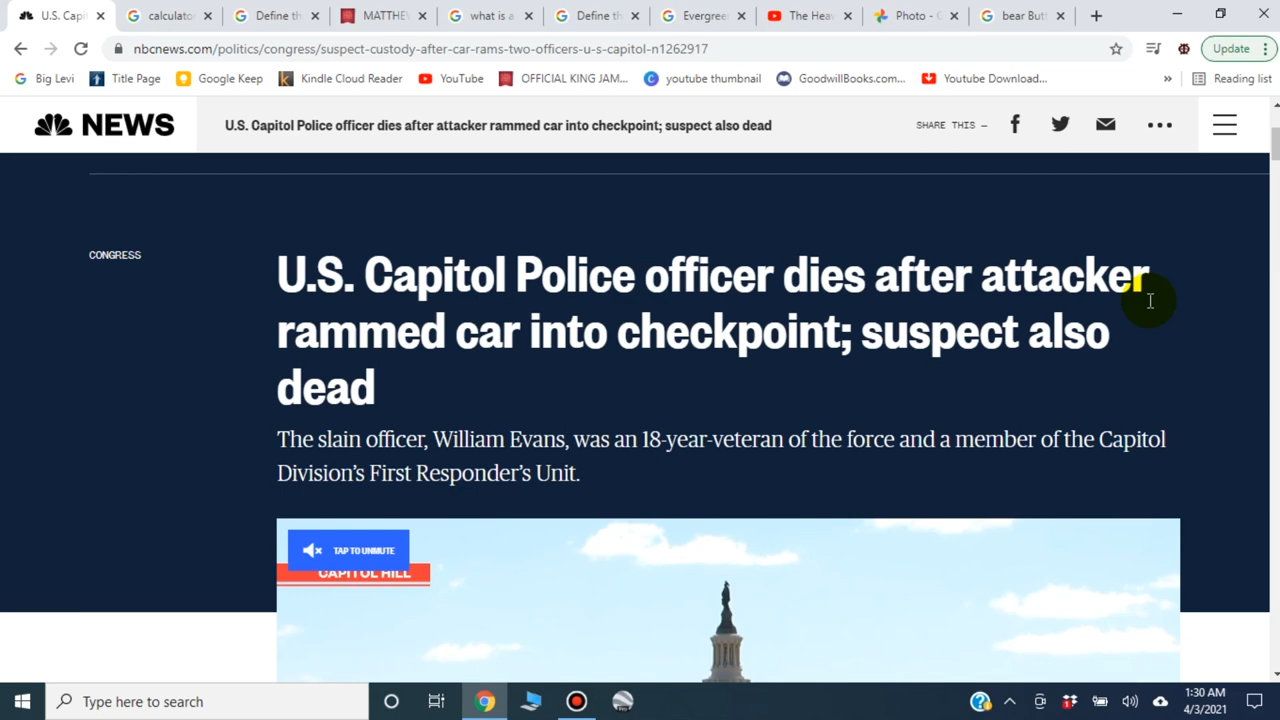 U.S. Capit
calculator
Define th
MATTHEW
what is a
Define th
Evergreen
The Hea
Photo - G
bear Butt
nbcnews.com/politics/congress/suspect-custody-after-car-rams-two-officers-u-s-capitol-n1262917
Update
Big Levi
Title Page
Google Keep
Kindle Cloud Reader
YouTube
OFFICIAL KING JAM...
youtube thumbnail
GoodwillBooks.com...
Youtube Download...
»
Reading list
NEWS
U.S. Capitol Police officer dies after attacker rammed car into checkpoint; suspect also dead
SHARE THIS —
CONGRESS
U.S. Capitol Police officer dies after attacker
rammed car into checkpoint; suspect also
dead
The slain officer, William Evans, was an 18-year-veteran of the force and a member of the Capitol
Division's First Responder's Unit.
TAP TO UNMUTE
CAPITOL HILL
Type here to search
1:30 AM
4/3/2021